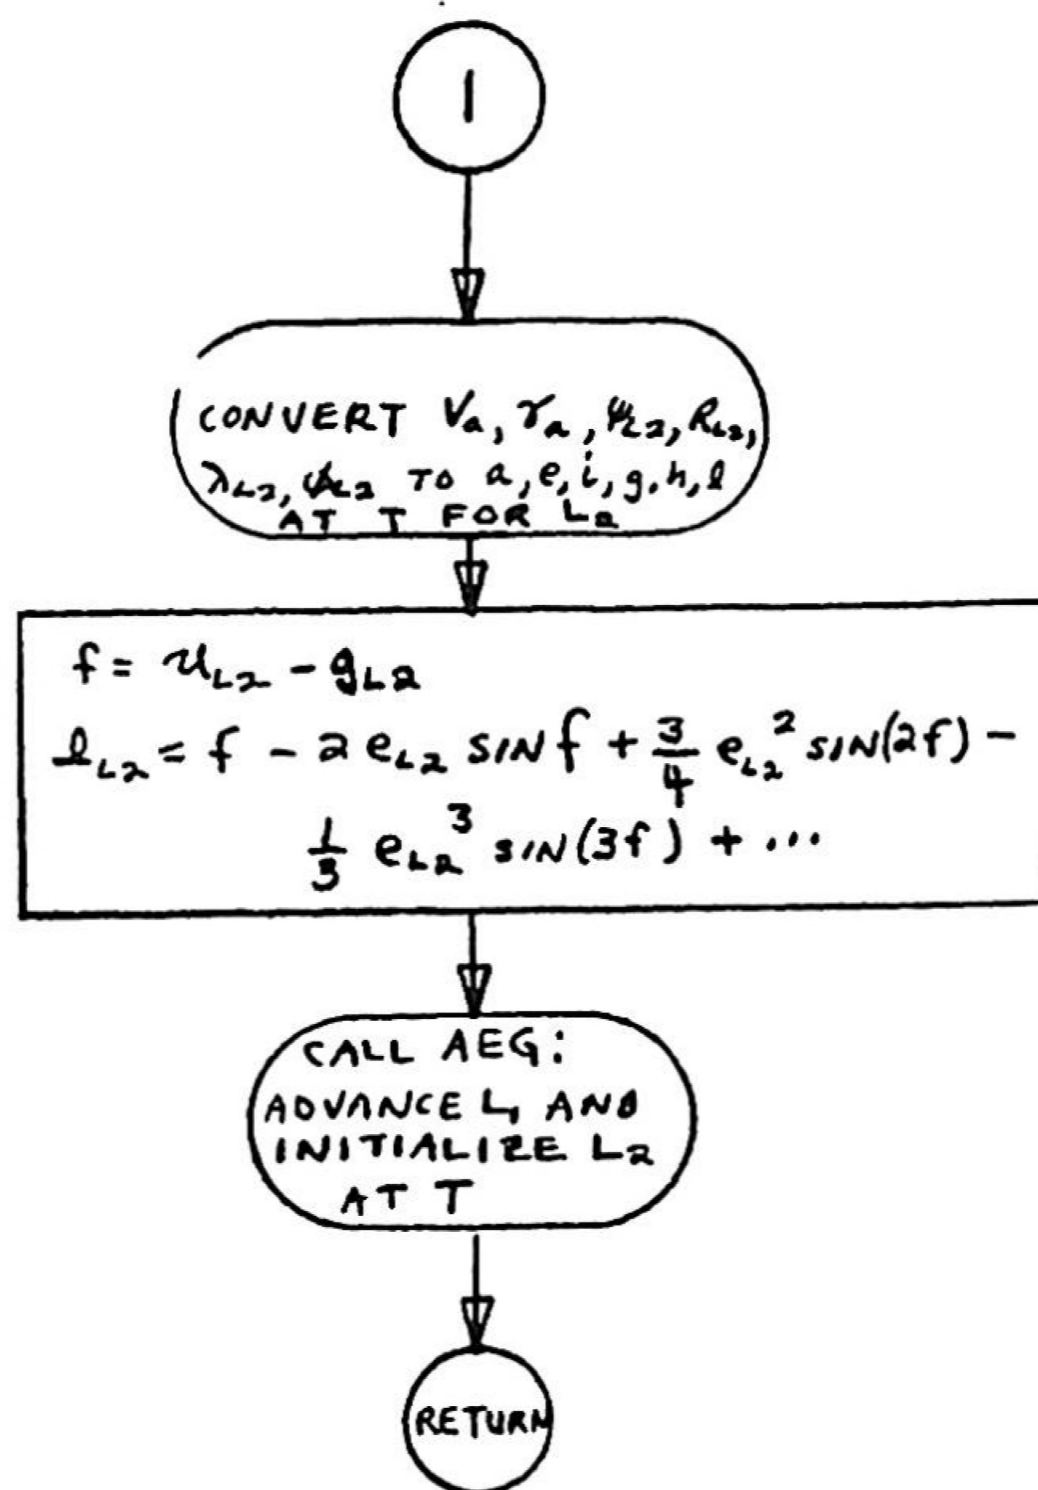 1
CONVERT Va, γa, ψL2, RL2,
λL2, φL2 TO a, e, i, g, h, l
AT T FOR L2
f = uL2 - gL2
lL2 = f - 2 eL2 SIN f + 3/4 eL2² SIN(2f) -
1/3 eL2³ SIN(3f) + ...
CALL AEG:
ADVANCE L1 AND
INITIALIZE L2
AT T
RETURN